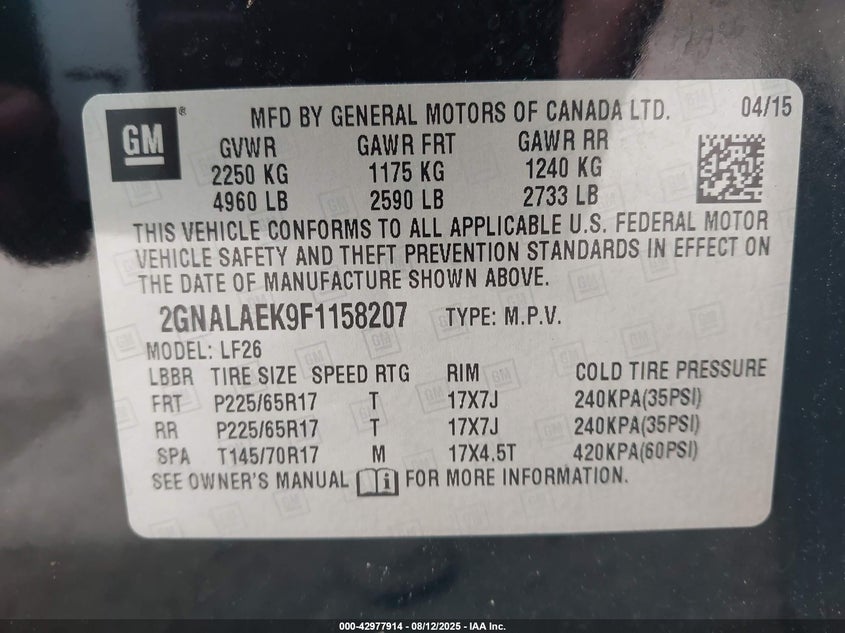 GM ® MFD BY GENERAL MOTORS OF CANADA LTD. 04/15
GVWR GAWR FRT GAWR RR
2250 KG 1175 KG 1240 KG
4960 LB 2590 LB 2733 LB
THIS VEHICLE CONFORMS TO ALL APPLICABLE U.S. FEDERAL MOTOR
VEHICLE SAFETY AND THEFT PREVENTION STANDARDS IN EFFECT ON
THE DATE OF MANUFACTURE SHOWN ABOVE.
2GNALAEK9F1158207 TYPE: M.P.V.
MODEL: LF26
LBBR TIRE SIZE SPEED RTG RIM COLD TIRE PRESSURE
FRT P225/65R17 T 17X7J 240KPA(35PSI)
RR P225/65R17 T 17X7J 240KPA(35PSI)
SPA T145/70R17 M 17X4.5T 420KPA(60PSI)
SEE OWNER'S MANUAL FOR MORE INFORMATION.
000-42977914 - 08/12/2025 - IAA Inc.